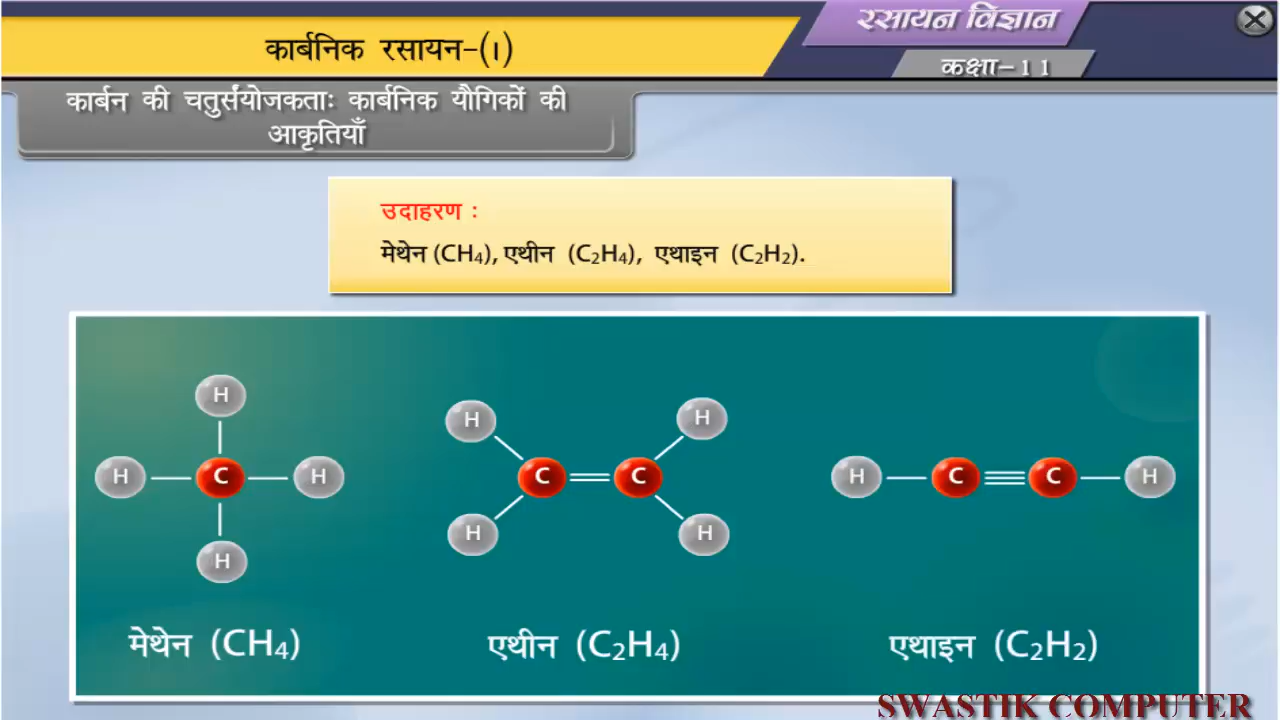 रसायन विज्ञान
कार्बनिक रसायन-(I)
कक्षा-11
कार्बन की चतुर्संयोजकताः कार्बनिक यौगिकों की
आकृतियाँ
उदाहरण :
मेथेन (CH₄), एथीन (C₂H₄), एथाइन (C₂H₂).
H H H
H H C H C C H C C H
H H H
मेथेन (CH₄) एथीन (C₂H₄) एथाइन (C₂H₂)
SWASTIK COMPUTER